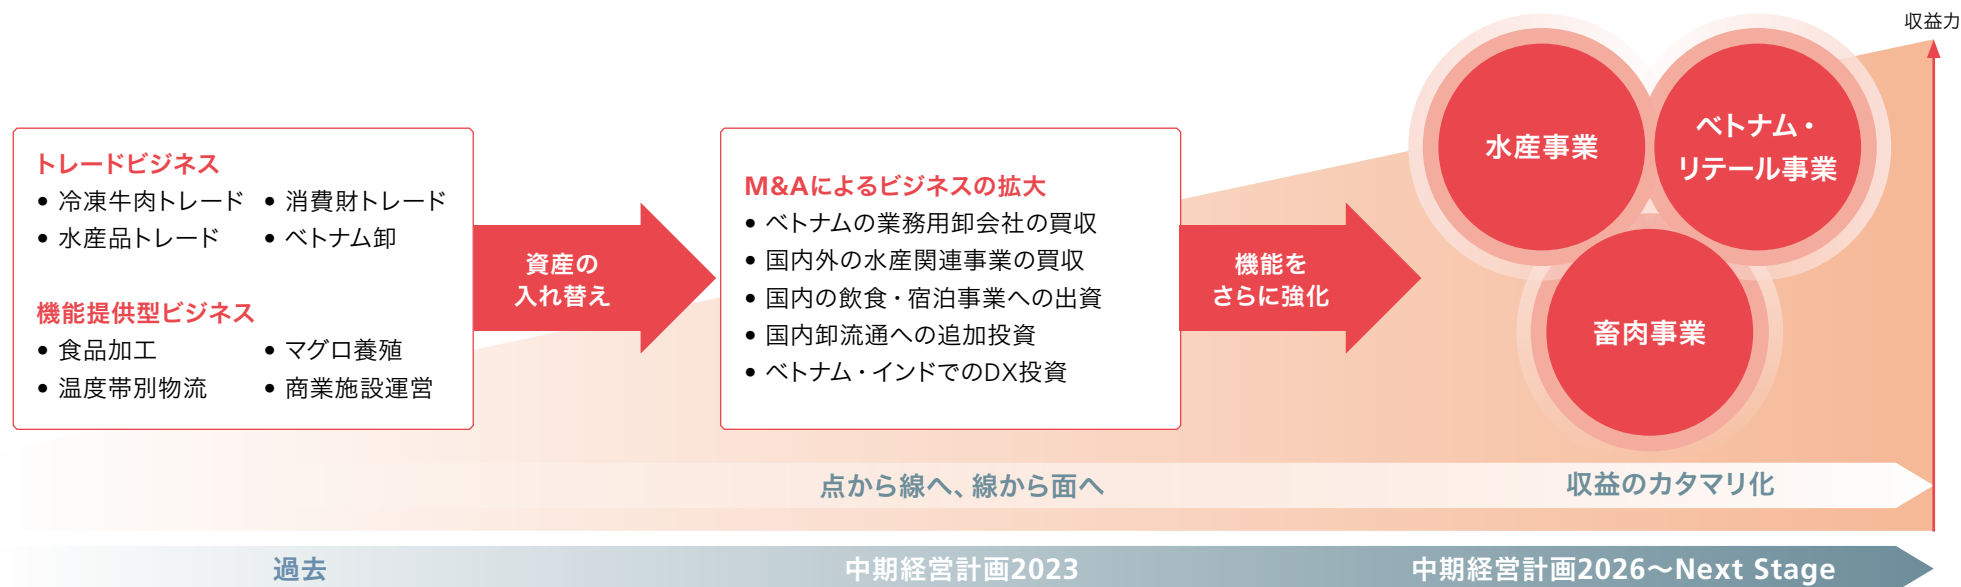 収益力
トレードビジネス
• 冷凍牛肉トレード • 消費財トレード
• 水産品トレード • ベトナム卸
機能提供型ビジネス
• 食品加工 • マグロ養殖
• 温度帯別物流 • 商業施設運営
資産の
入れ替え
M&Aによるビジネスの拡大
• ベトナムの業務用卸会社の買収
• 国内外の水産関連事業の買収
• 国内の飲食・宿泊事業への出資
• 国内卸流通への追加投資
• ベトナム・インドでのDX投資
機能を
さらに強化
水産事業
ベトナム・
リテール事業
畜肉事業
点から線へ、線から面へ
収益のカタマリ化
過去
中期経営計画2023
中期経営計画2026〜Next Stage